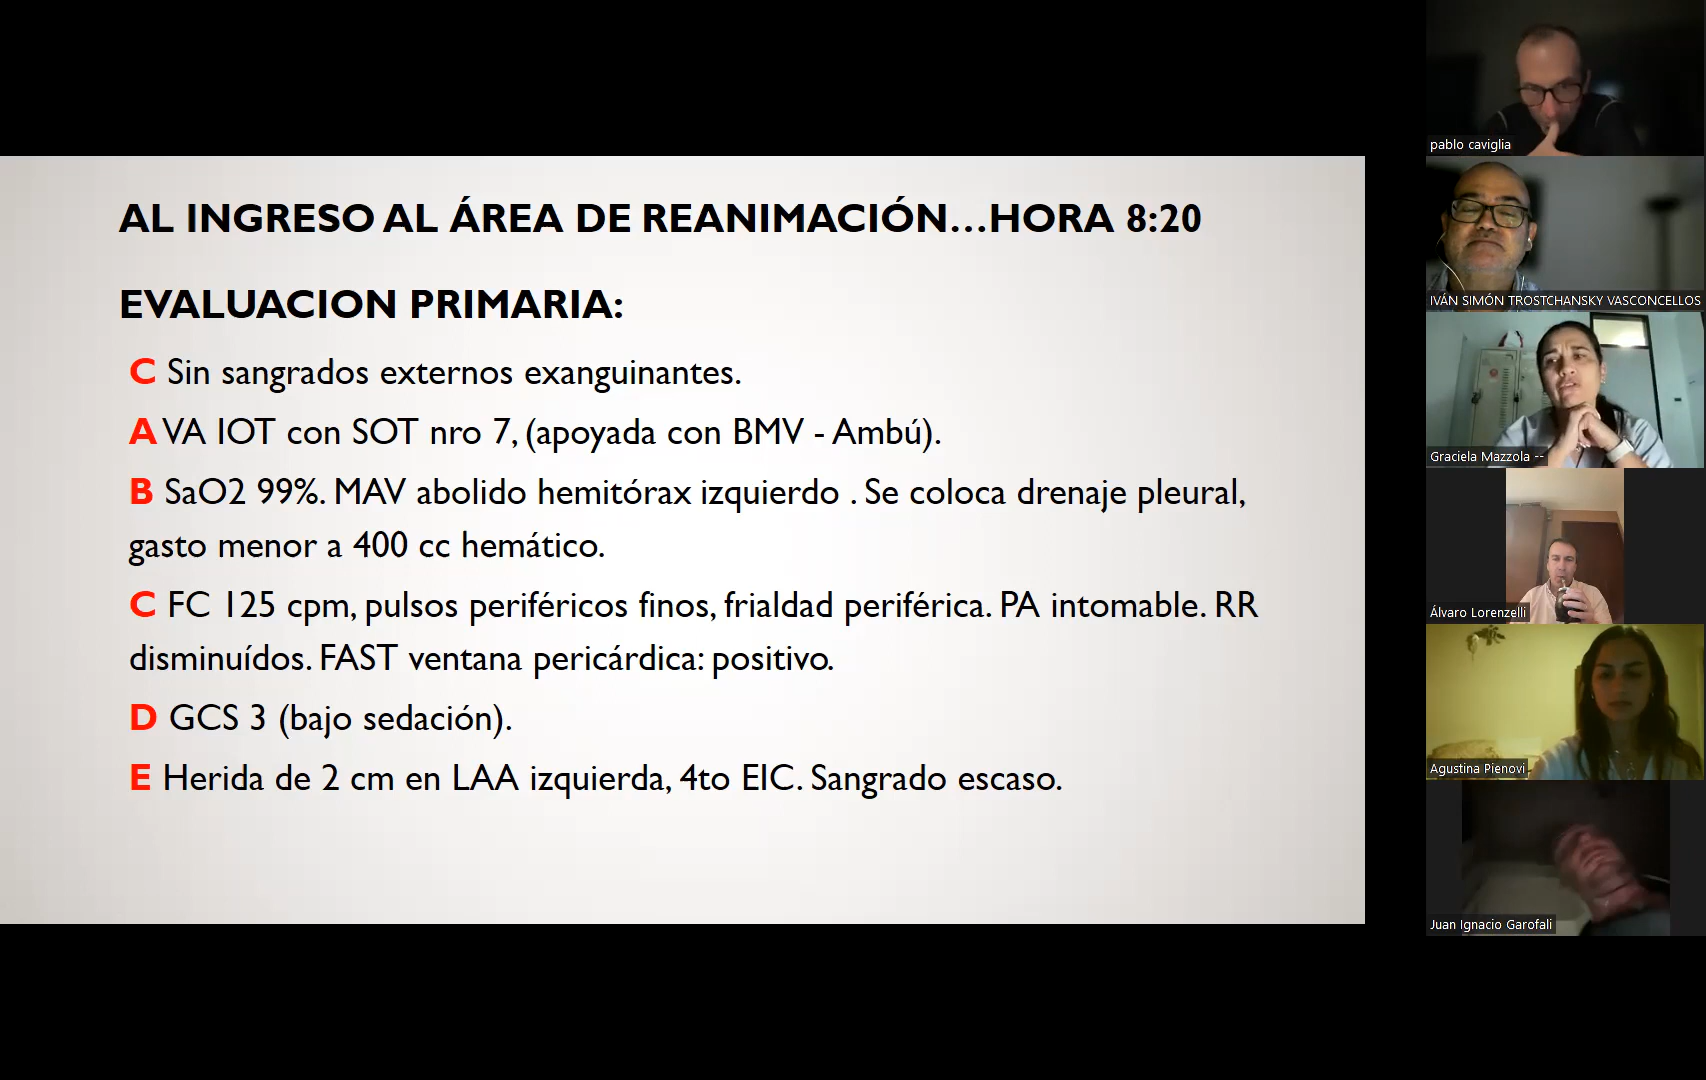 AL INGRESO AL ÁREA DE REANIMACIÓN...HORA 8:20
EVALUACION PRIMARIA:
C Sin sangrados externos exanguinantes.
A VA IOT con SOT nro 7, (apoyada con BMV - Ambú).
B SaO2 99%. MAV abolido hemitórax izquierdo . Se coloca drenaje pleural,
gasto menor a 400 cc hemático.
C FC 125 cpm, pulsos periféricos finos, frialdad periférica. PA intomable. RR
disminuídos. FAST ventana pericárdica: positivo.
D GCS 3 (bajo sedación).
E Herida de 2 cm en LAA izquierda, 4to EIC. Sangrado escaso.
pablo caviglia
IVÁN SIMÓN TROSTCHANSKY VASCONCELLOS
Graciela Mazzola --
Álvaro Lorenzelli
Agustina Pienovi
Juan Ignacio Garofali